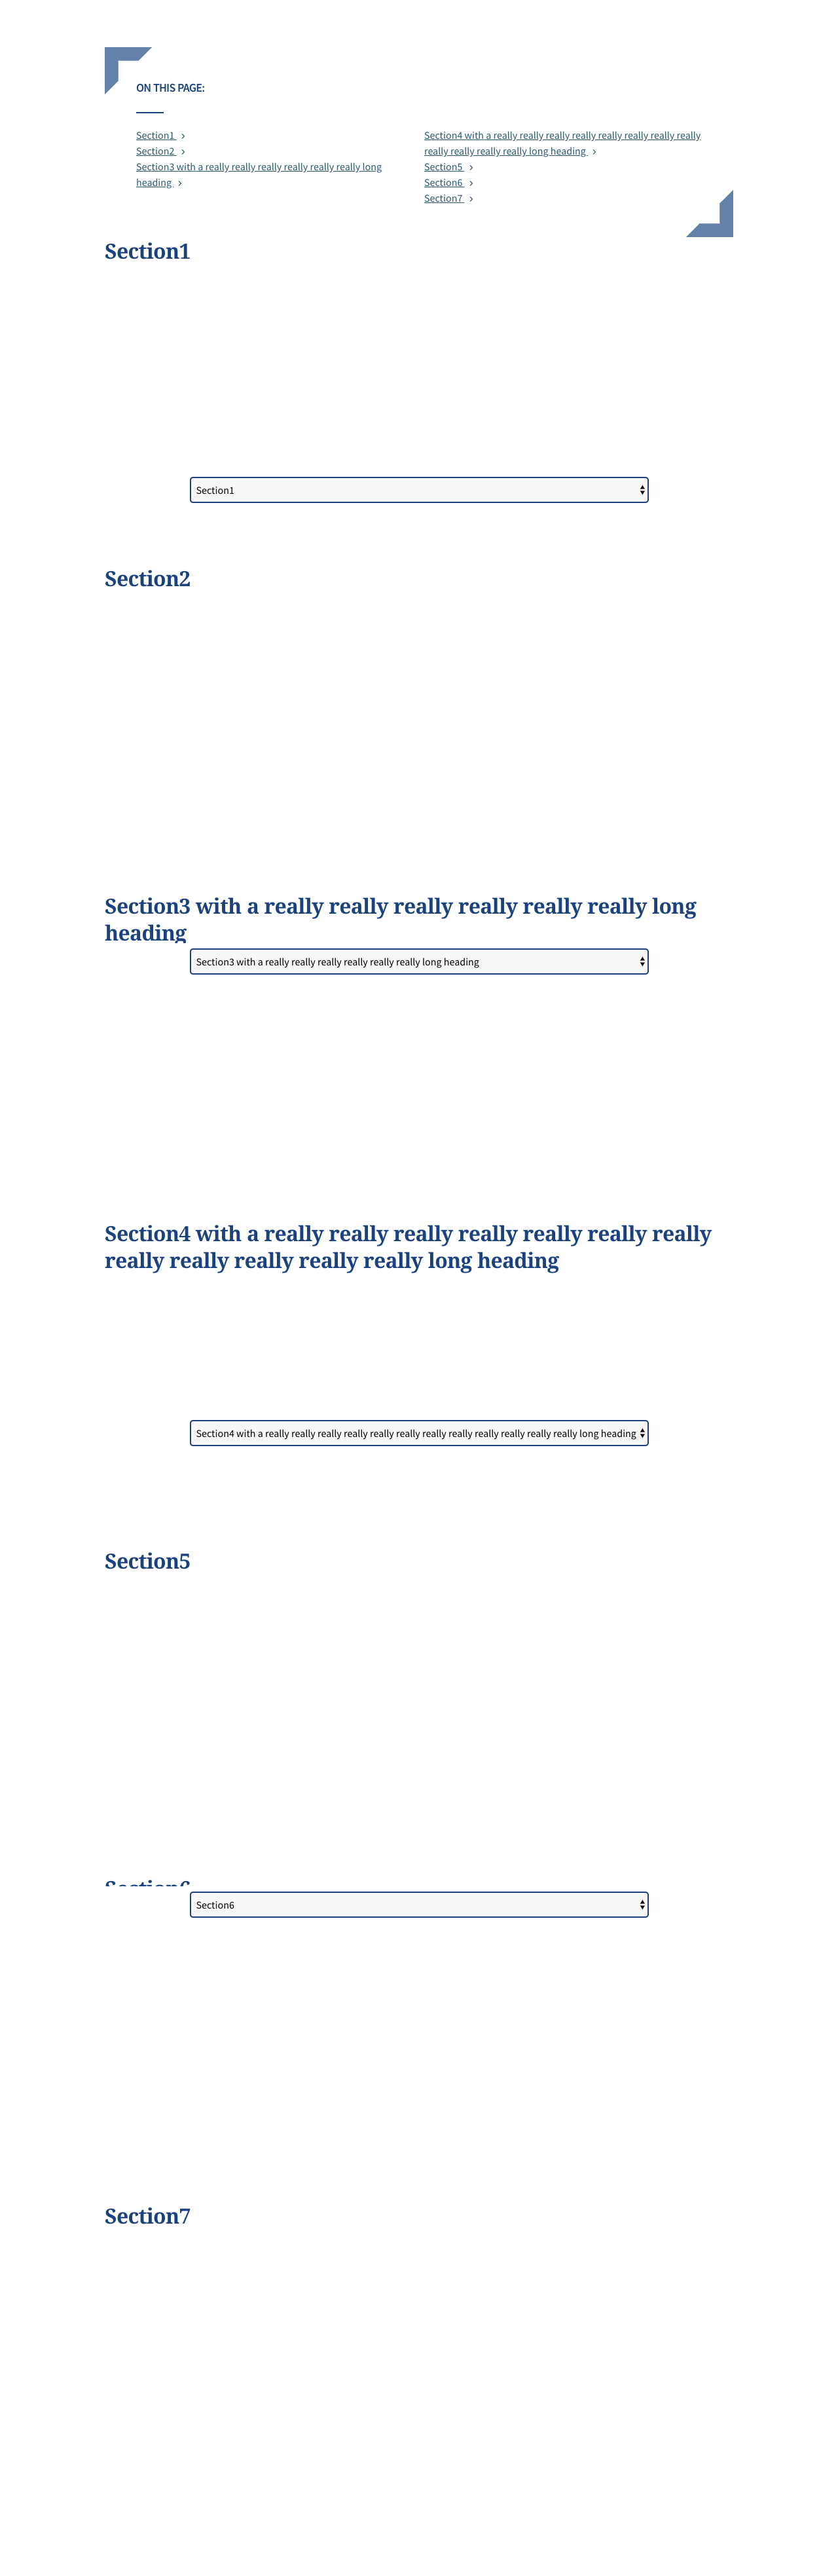 ON THIS PAGE:
Section1
Section2
Section3 with a really really really really really really long
heading
Section4 with a really really really really really really really really
really really really really long heading
Section5
Section6
Section7
Section1
Section1
Section2
Section3 with a really really really really really really long
heading
Section3 with a really really really really really really long heading
Section4 with a really really really really really really really
really really really really really long heading
Section4 with a really really really really really really really really really really really really long heading
Section5
Section6
Section6
Section7